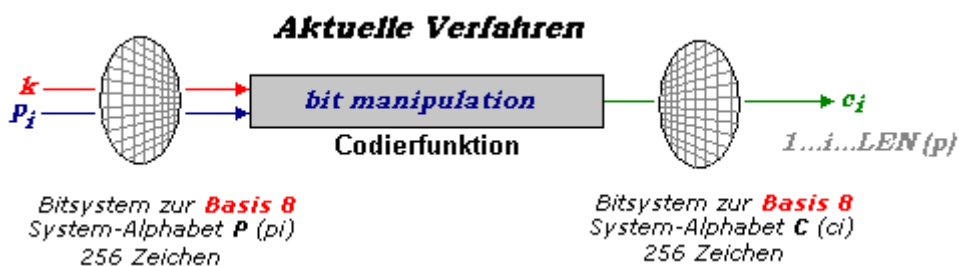 Aktuelle Verfahren
k
pi
bit manipulation
ci
Codierfunktion
1...i...LEN(p)
Bitsystem zur Basis 8
System-Alphabet P (pi)
256 Zeichen
Bitsystem zur Basis 8
System-Alphabet C (ci)
256 Zeichen